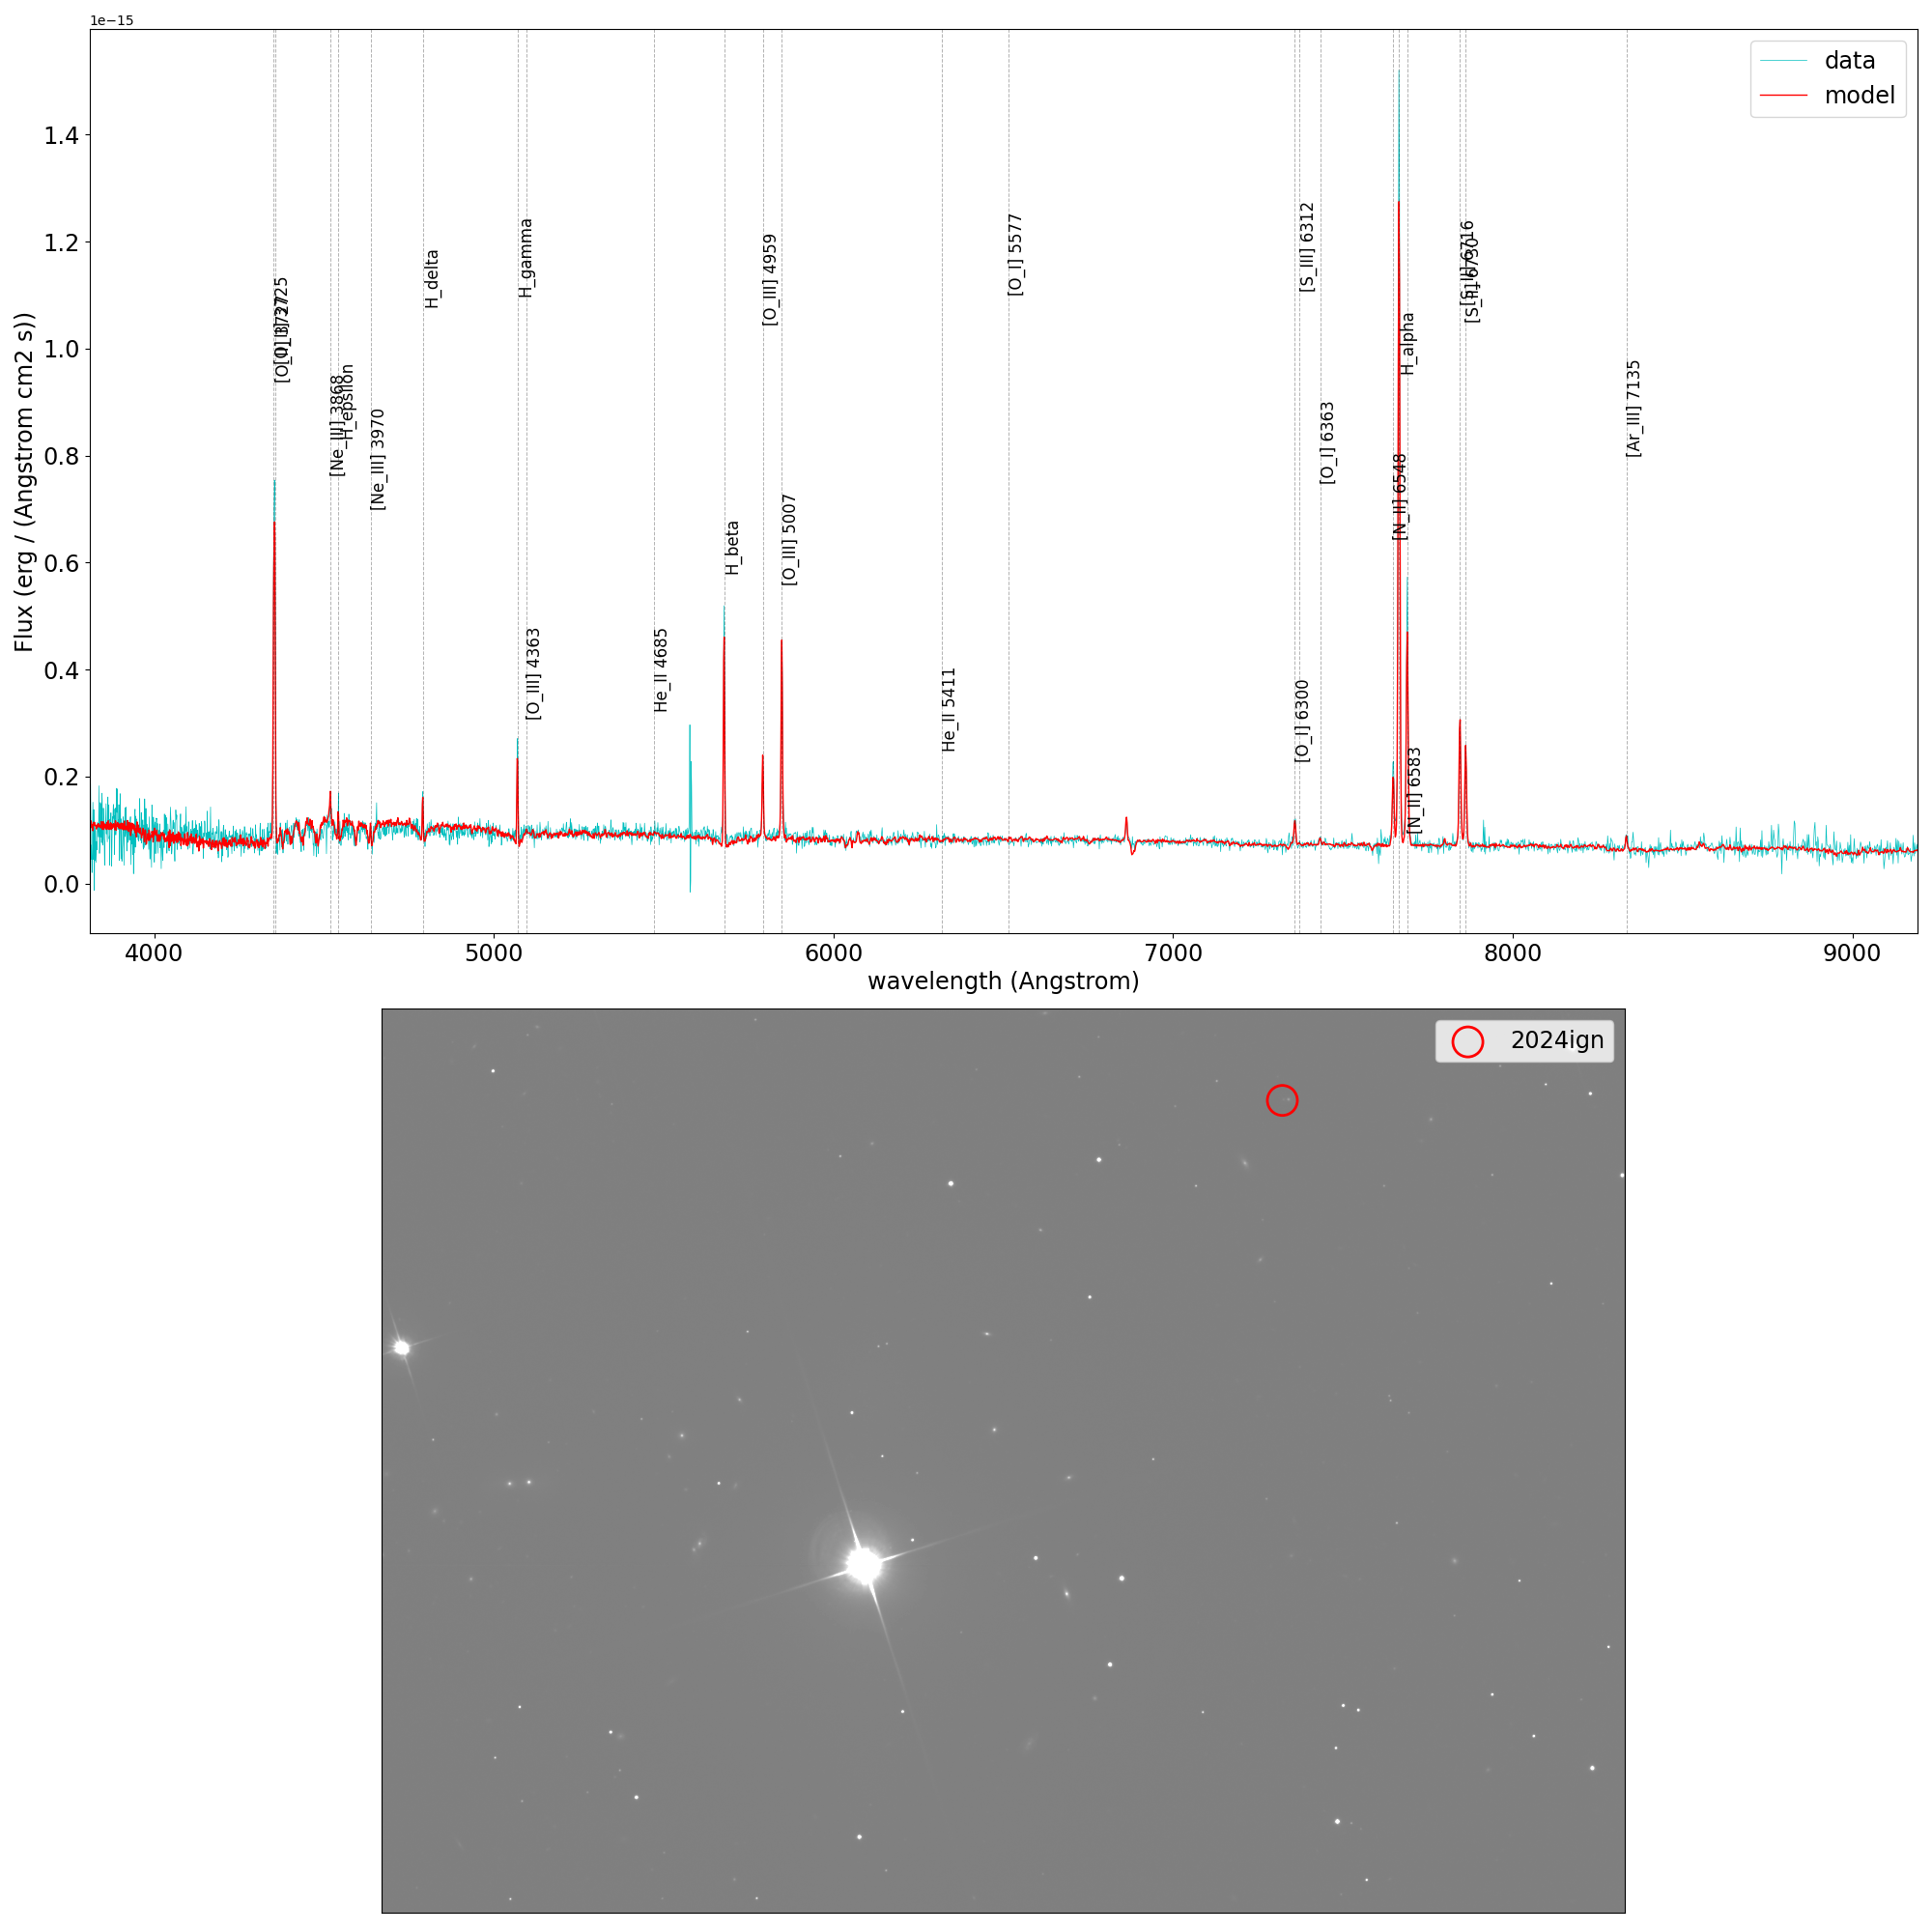 1e−15
data
model
Flux (erg / (Angstrom cm2 s))
1.4
1.2
1.0
0.8
0.6
0.4
0.2
0.0
[Ne_III] 3868
H_epsilon
[Ne_III] 3970
H_delta
H_gamma
[O_III] 4363
He_II 4685
H_beta
[O_III] 4959
[O_III] 5007
He_II 5411
[O_I] 5577
[O_I] 6300
[S_III] 6312
[O_I] 6363
[N_II] 6548
H_alpha
[N_II] 6583
[Ar_III] 7135
4000
5000
6000
7000
8000
9000
wavelength (Angstrom)
2024ign